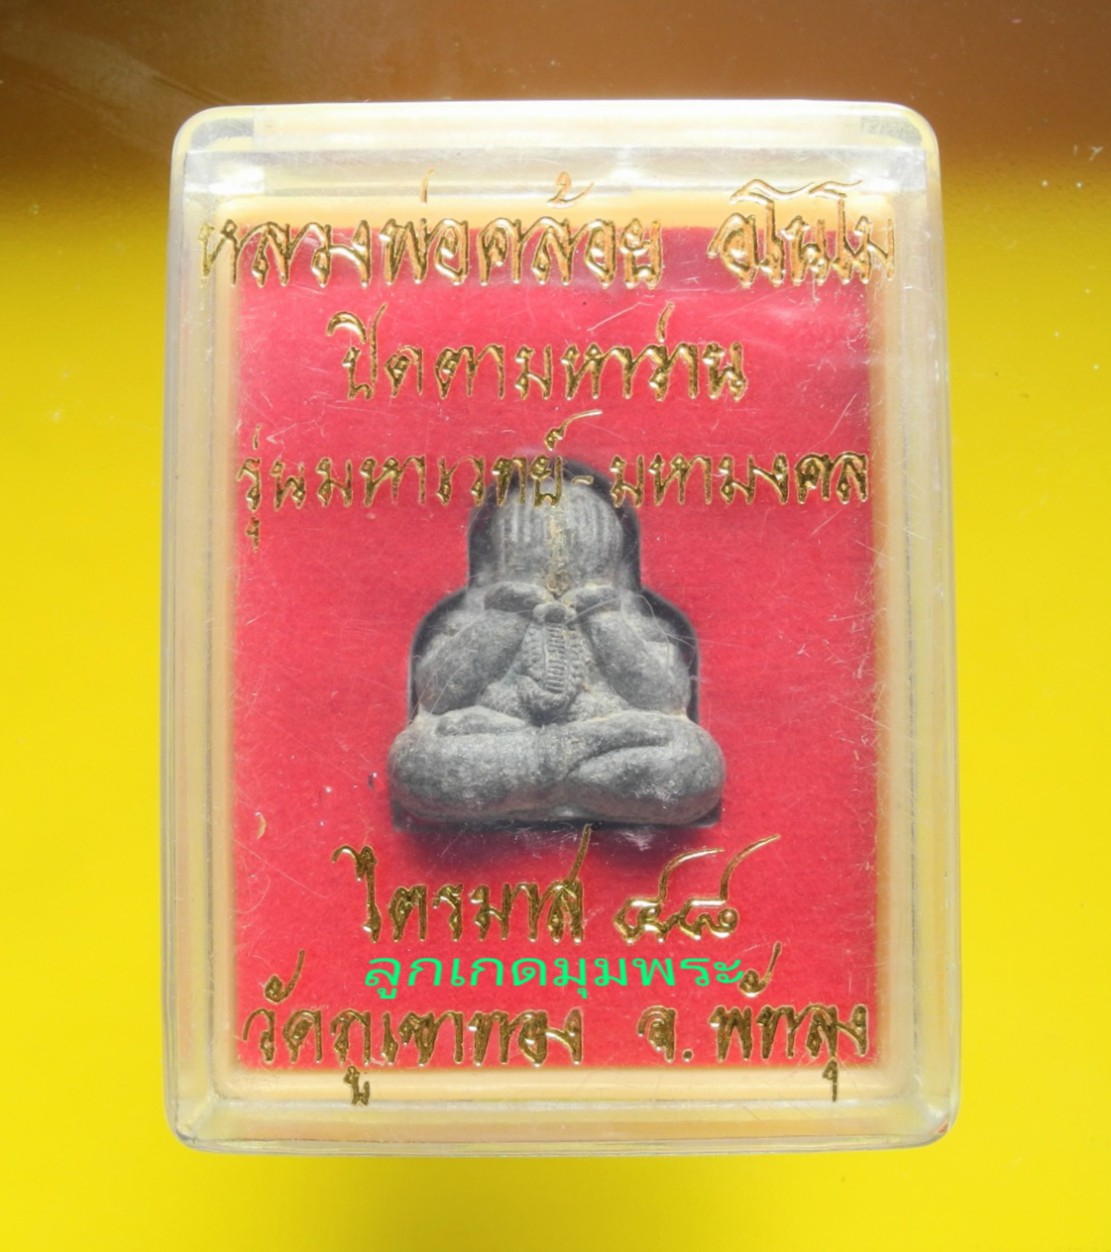 หลวงพ่อคล้อย อโนโม
ปิดตามหาว่าน
รุ่นมหาเวทย์-มหามงคล
ไตรมาส ๔๘
ลูกเกดมุมพระ
วัดภูเขาทอง จ.พัทลุง